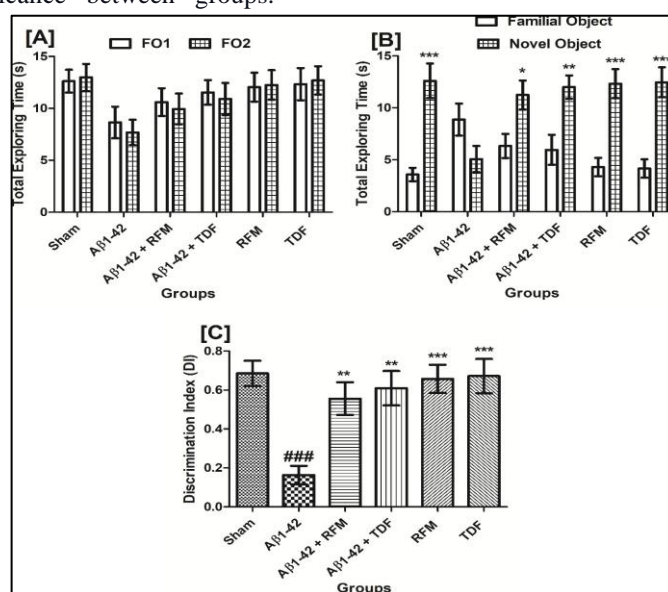 between groups.
[A]
FO1
FO2
Total Exploring Time (s)
15
10
5
0
Sham
Aβ1-42
Aβ1-42 + RFM
Aβ1-42 + TDF
RFM
TDF
Groups
[B]
Familial Object
Novel Object
Total Exploring Time (s)
15
10
5
0
***
*
**
***
***
Sham
Aβ1-42
Aβ1-42 + RFM
Aβ1-42 + TDF
RFM
TDF
Groups
[C]
Discrimination Index (DI)
0.8
0.6
0.4
0.2
0.0
###
**
**
***
***
Sham
Aβ1-42
Aβ1-42 + RFM
Aβ1-42 + TDF
RFM
TDF
Groups